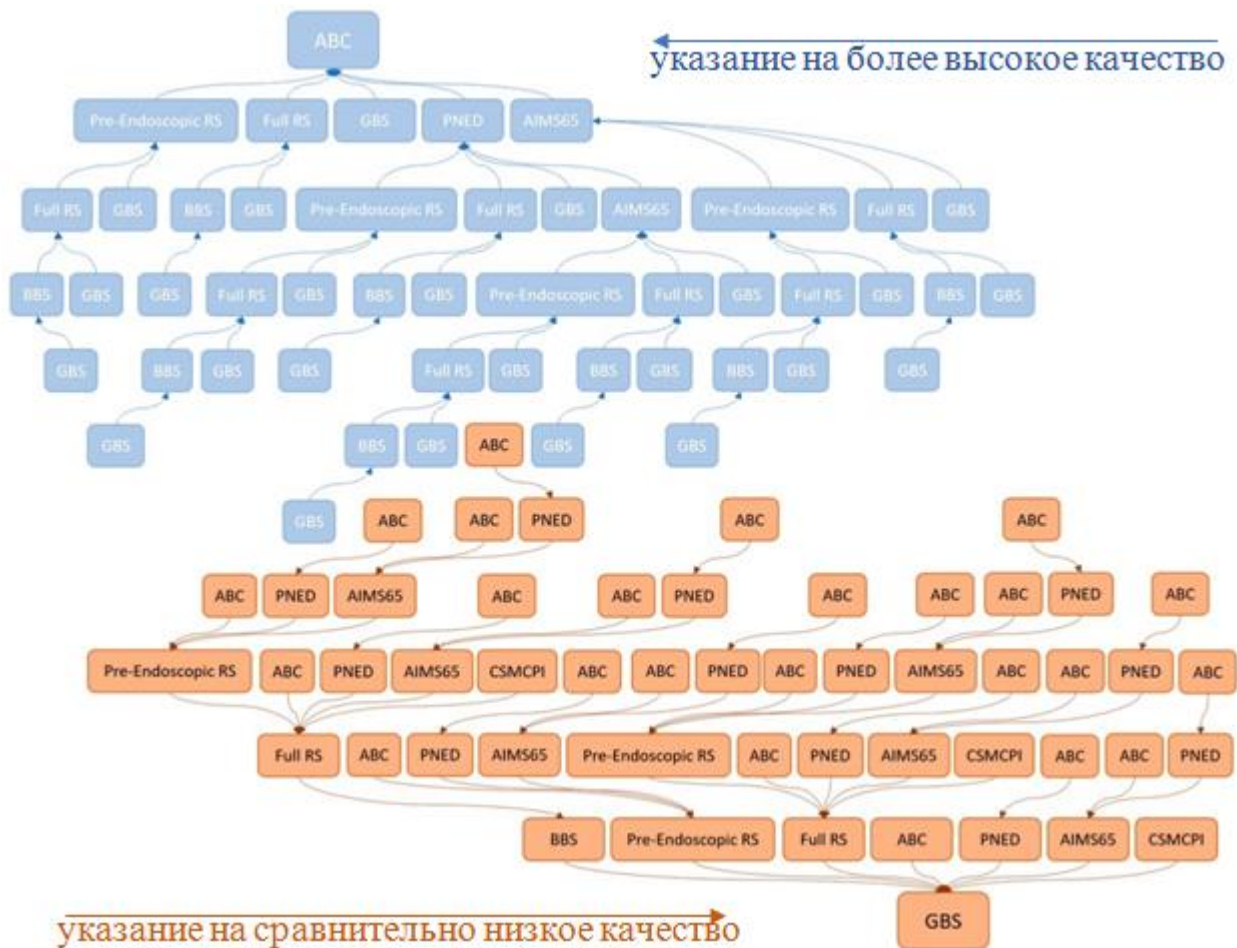 ABC
указание на более высокое качество
Pre-Endoscopic RS Full RS GBS PNED AIMS65
Full RS GBS BBS GBS Pre-Endoscopic RS Full RS GBS AIMS65 Pre-Endoscopic RS Full RS GBS
BBS GBS GBS Full RS GBS BBS GBS Pre-Endoscopic RS Full RS GBS Full RS GBS BBS GBS
GBS BBS GBS GBS Full RS GBS BBS GBS BBS GBS GBS
GBS BBS GBS ABC GBS GBS
GBS ABC ABC PNED ABC ABC
ABC PNED AIMS65 ABC ABC PNED ABC ABC ABC PNED ABC
Pre-Endoscopic RS ABC PNED AIMS65 CSMCPI ABC ABC PNED ABC PNED AIMS65 ABC ABC PNED ABC
Full RS ABC PNED AIMS65 Pre-Endoscopic RS ABC PNED AIMS65 CSMCPI ABC ABC PNED
BBS Pre-Endoscopic RS Full RS ABC PNED AIMS65 CSMCPI
GBS
указание на сравнительно низкое качество